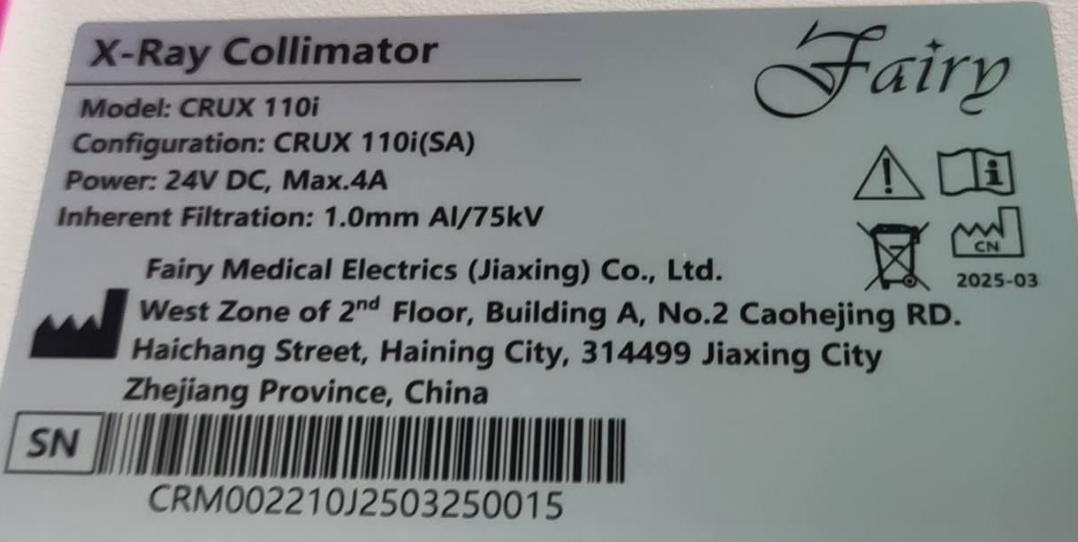 X-Ray Collimator
Fairy
Model: CRUX 110i
Configuration: CRUX 110i(SA)
Power: 24V DC, Max.4A
Inherent Filtration: 1.0mm Al/75kV
CN
2025-03
Fairy Medical Electrics (Jiaxing) Co., Ltd.
West Zone of 2nd Floor, Building A, No.2 Caohejing RD.
Haichang Street, Haining City, 314499 Jiaxing City
Zhejiang Province, China
SN
CRM002210J2503250015